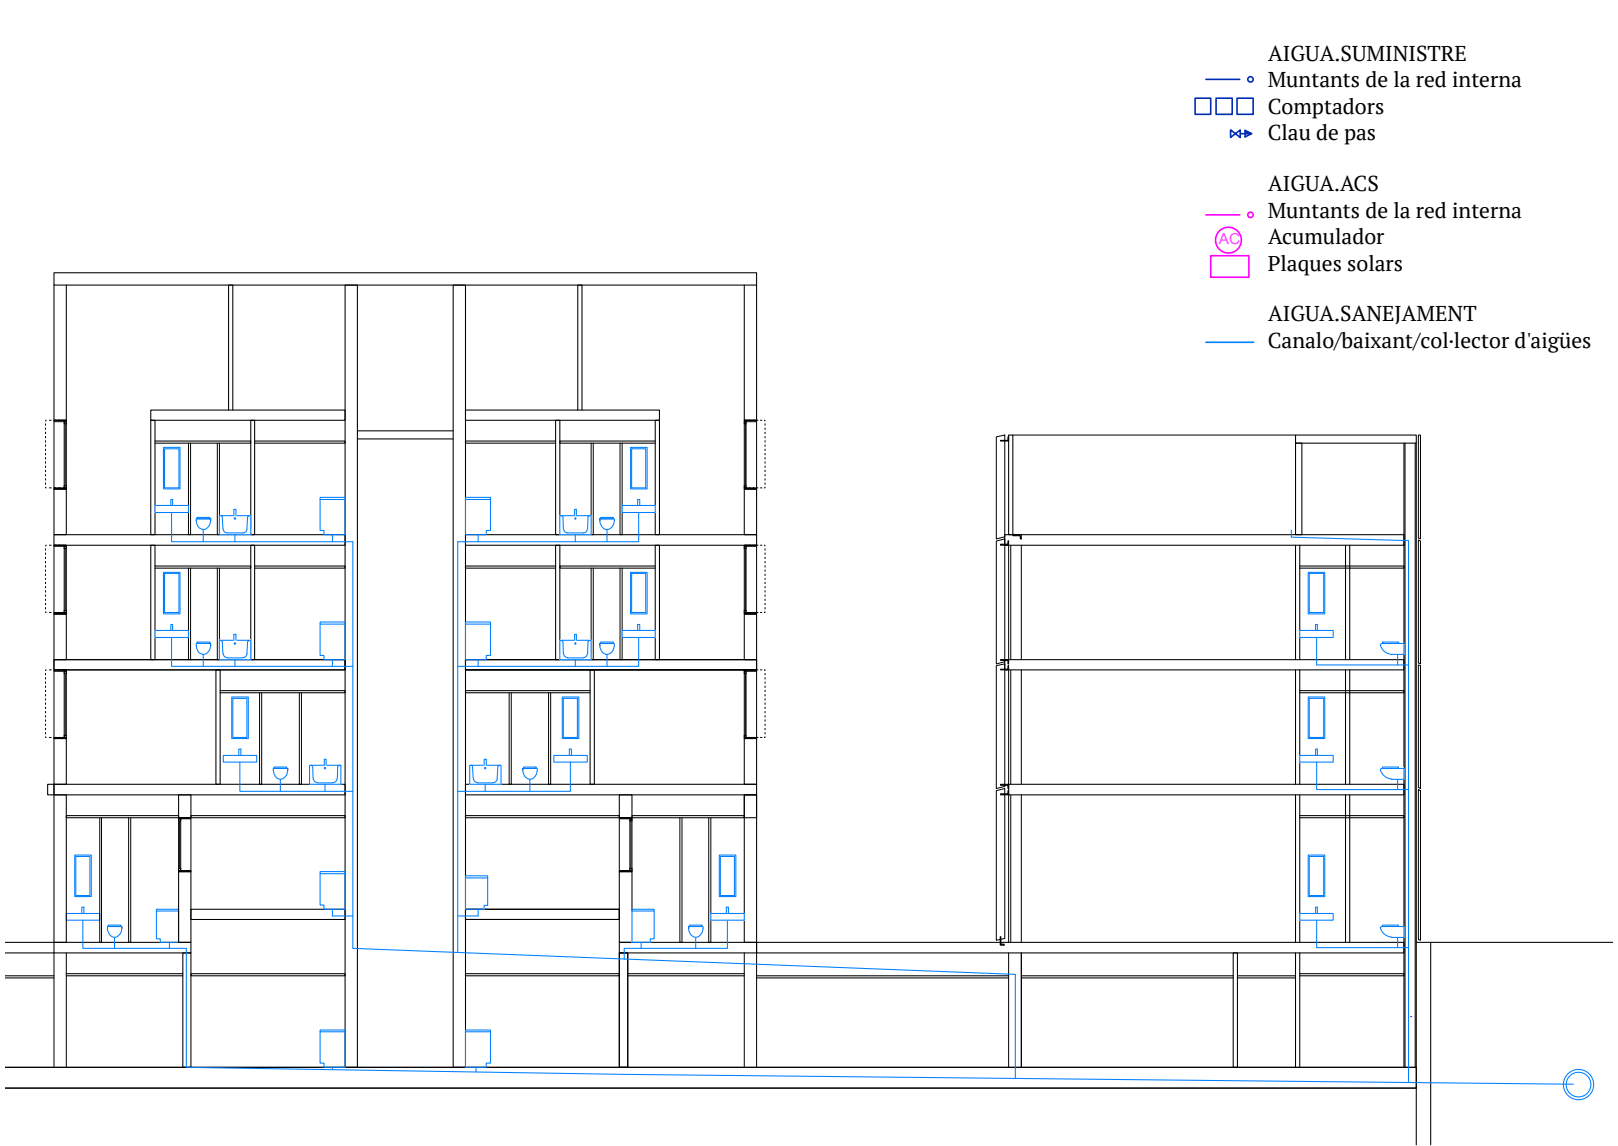 AIGUA.SUMINISTRE
Muntants de la red interna
Comptadors
Clau de pas
AIGUA.ACS
Muntants de la red interna
AC Acumulador
Plaques solars
AIGUA.SANEJAMENT
Canalo/baixant/col·lector d'aigües